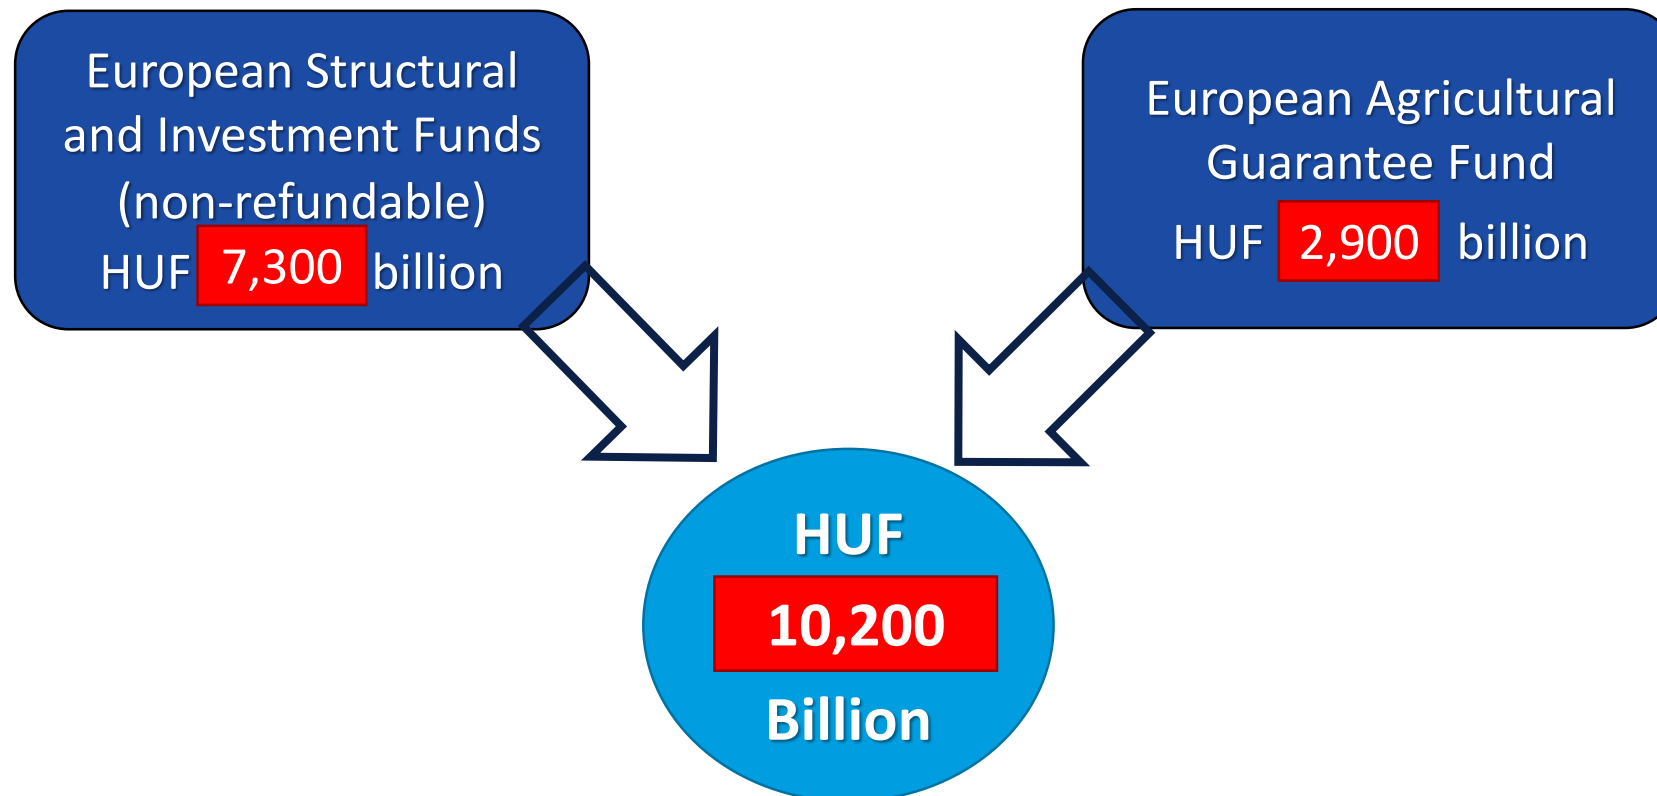 European Structural
and Investment Funds
(non-refundable)
HUF 7,300 billion
European Agricultural
Guarantee Fund
HUF 2,900 billion
HUF
10,200
Billion